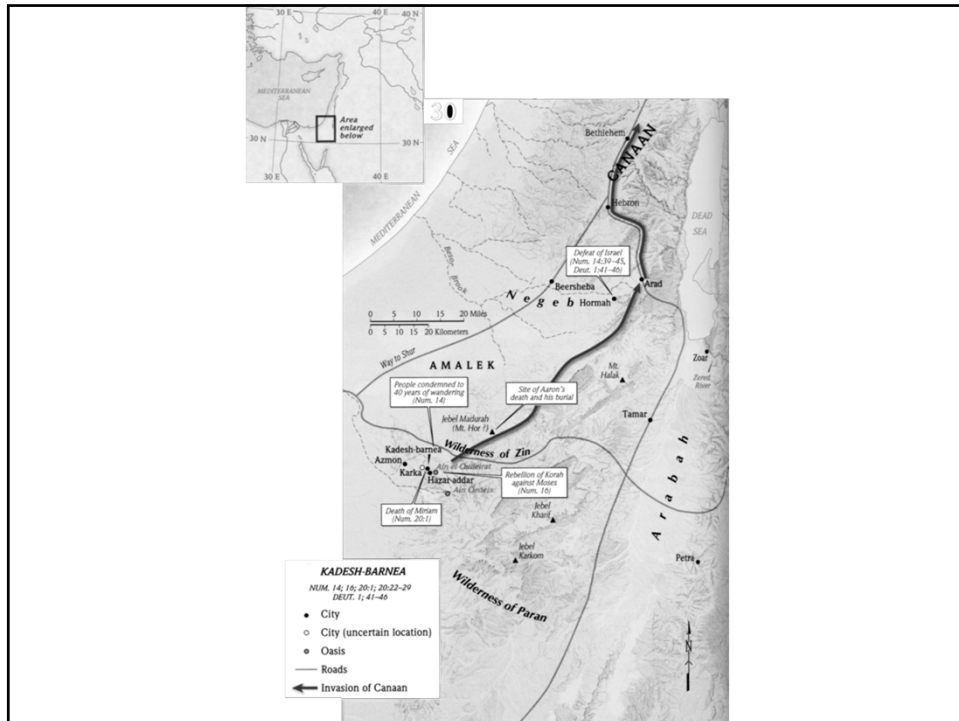 30 E
40 E
40 N
MEDITERRANEAN
SEA
Area
enlarged
below
30 N
30 N
30 E
40 E
30
MEDITERRANEAN
SEA
Bethlehem
CANAAN
Hebron
DEAD
SEA
Defeat of Israel
(Num. 14:39–45,
Deut. 1:41–46)
Besor
Brook
Beersheba
Arad
Negeb
Hormah
0 5 10 15 20 Miles
0 5 10 15 20 Kilometers
Zoar
Zered
River
Way to Shur
AMALEK
Mt.
Halak
People condemned to
40 years of wandering
(Num. 14)
Site of Aaron's
death and his burial
Jebel Madurah
(Mt. Hor ?)
Tamar
Kadesh-barnea
Wilderness of Zin
Azmon
Karka
Hazar-addar
Rebellion of Korah
against Moses
(Num. 16)
Arabah
Death of Miriam
(Num. 20:1)
Jebel
Kharif
Jebel
Karkom
Petra
Wilderness of Paran
N
KADESH-BARNEA
NUM. 14; 16; 20:1; 20:22–29
DEUT. 1; 41–46
City
City (uncertain location)
Oasis
Roads
Invasion of Canaan